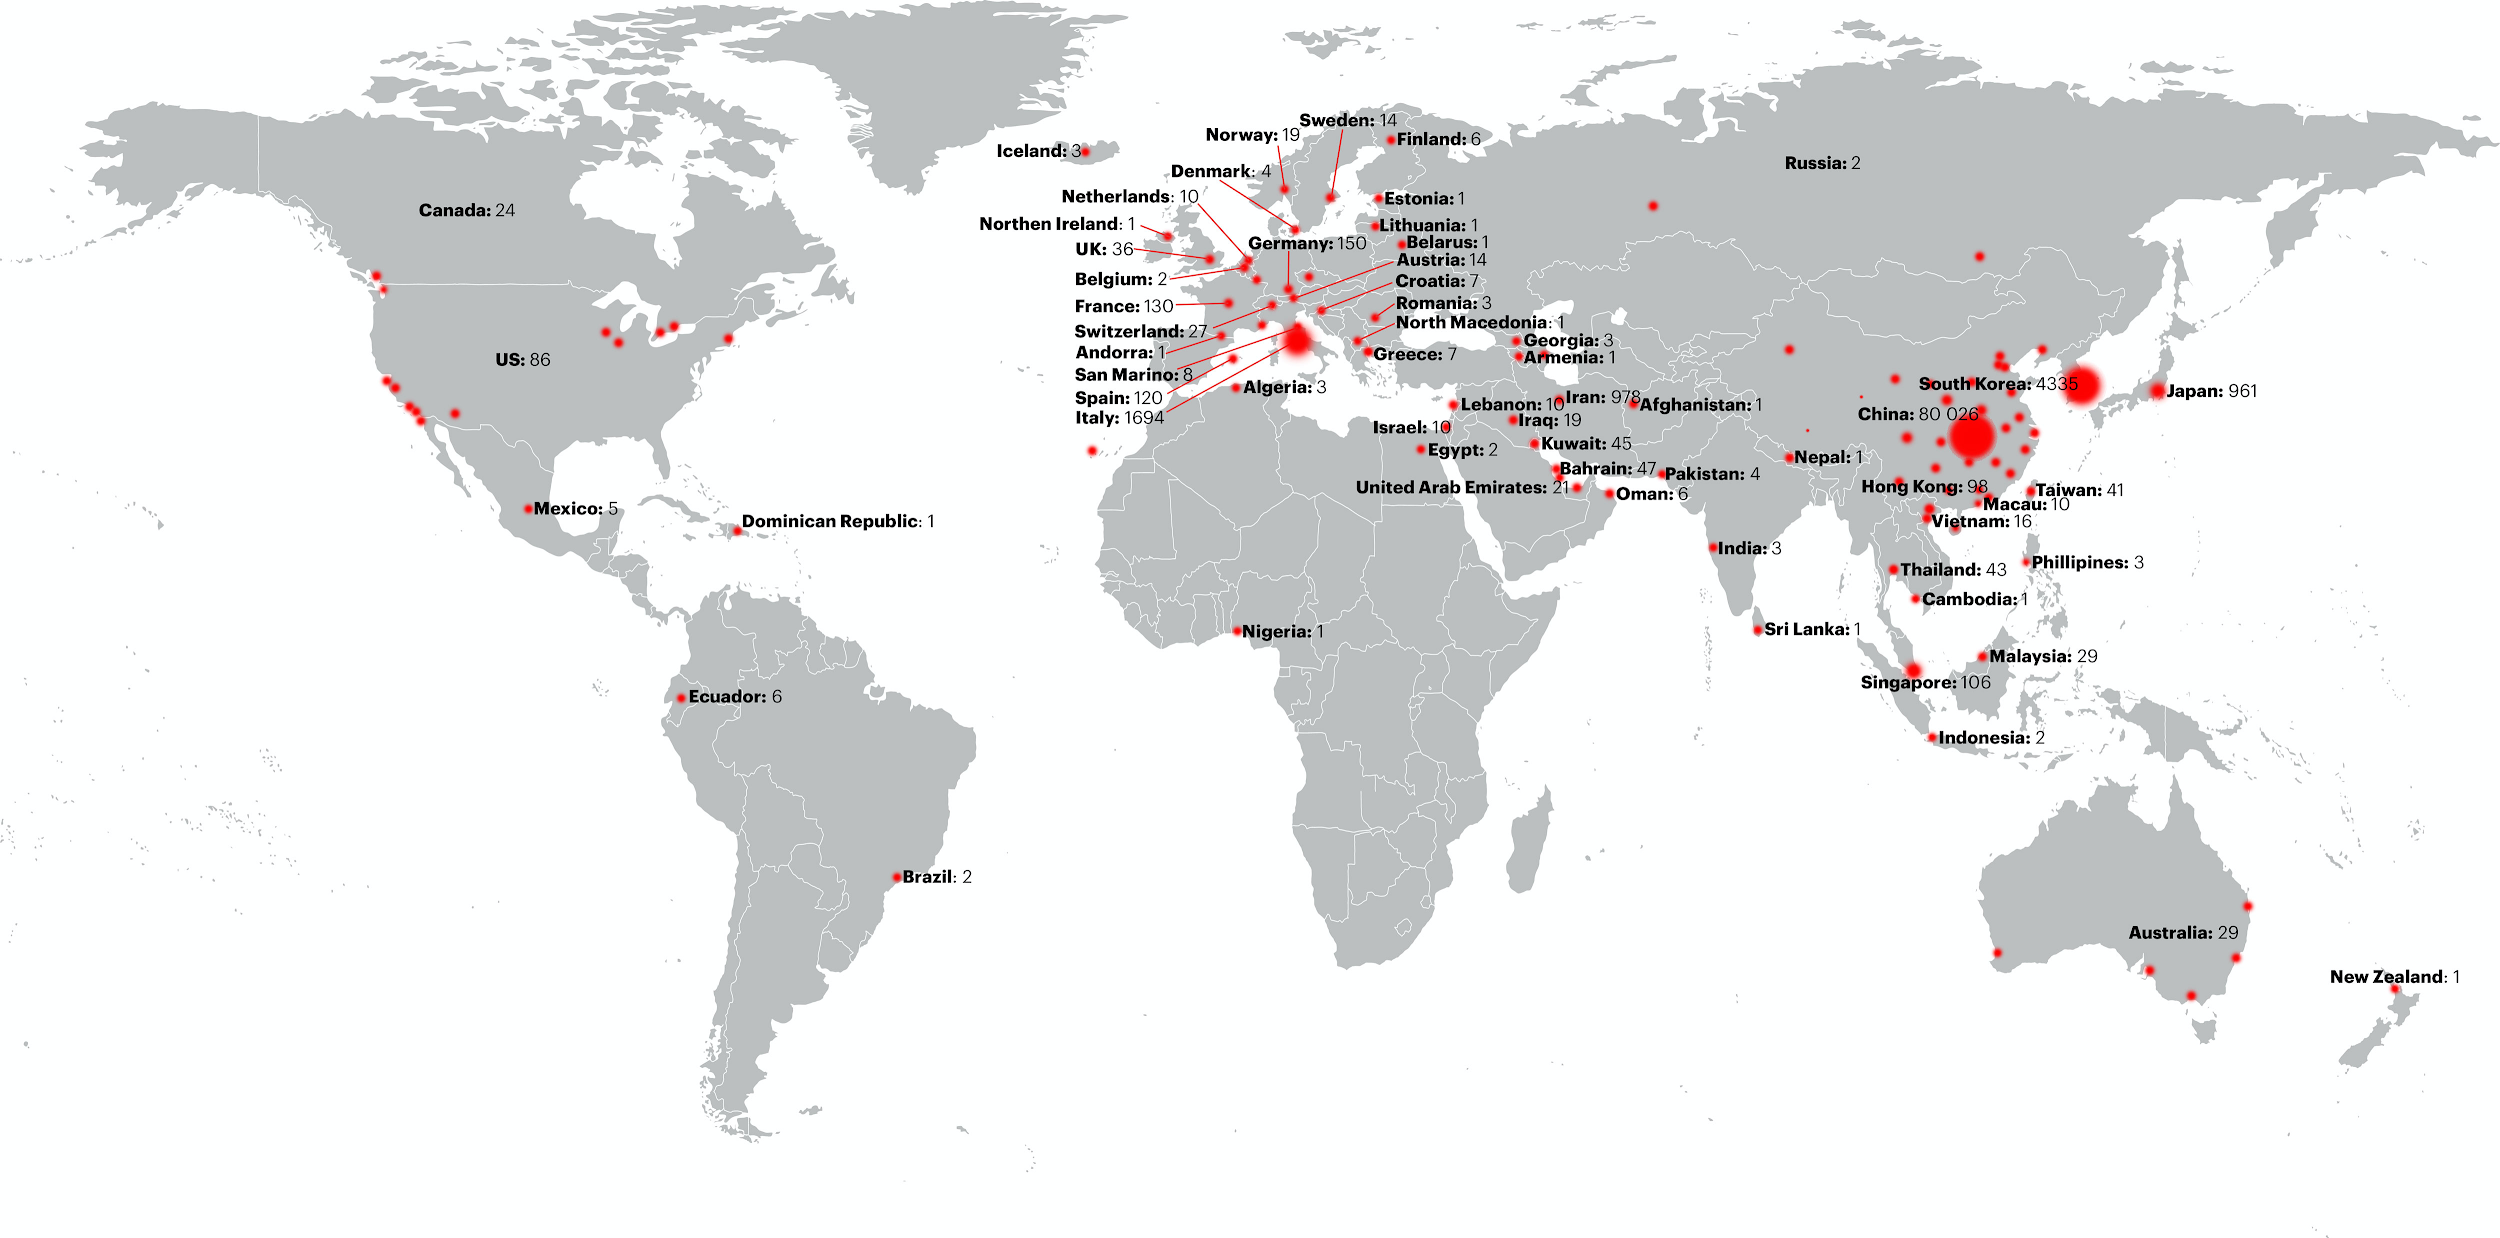 Sweden: 14
Norway: 19
Finland: 6
Iceland: 3
Russia: 2
Denmark: 4
Netherlands: 10
Estonia: 1
Canada: 24
Northen Ireland: 1
Lithuania: 1
Germany: 150
Belarus: 1
UK: 36
Austria: 14
Belgium: 2
Croatia: 7
France: 130
Romania: 3
North Macedonia: 1
Switzerland: 27
Georgia: 3
Andorra: 1
Greece: 7
Armenia: 1
US: 86
San Marino: 8
Algeria: 3
South Korea: 4335
Japan: 961
Spain: 120
Iran: 978
Lebanon: 10
Afghanistan: 1
Italy: 1694
China: 80 026
Iraq: 19
Israel: 10
Kuwait: 45
Egypt: 2
Nepal: 1
Bahrain: 47
Pakistan: 4
United Arab Emirates: 21
Hong Kong: 98
Taiwan: 41
Oman: 6
Macau: 10
Mexico: 5
Dominican Republic: 1
Vietnam: 16
India: 3
Phillipines: 3
Thailand: 43
Cambodia: 1
Nigeria: 1
Sri Lanka: 1
Malaysia: 29
Singapore: 106
Ecuador: 6
Indonesia: 2
Brazil: 2
Australia: 29
New Zealand: 1